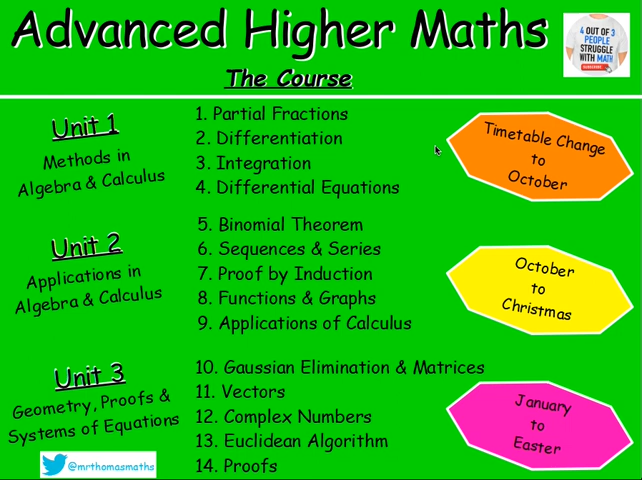 Advanced Higher Maths
4 OUT OF 3
PEOPLE
STRUGGLE
WITH MATH
The Course
Unit 1
Methods in
Algebra & Calculus
1. Partial Fractions
2. Differentiation
3. Integration
4. Differential Equations
Timetable Change
to
October
Unit 2
Applications in
Algebra & Calculus
5. Binomial Theorem
6. Sequences & Series
7. Proof by Induction
8. Functions & Graphs
9. Applications of Calculus
October
to
Christmas
Unit 3
Geometry, Proofs &
Systems of Equations
10. Gaussian Elimination & Matrices
11. Vectors
12. Complex Numbers
13. Euclidean Algorithm
14. Proofs
January
to
Easter
@mrthomasmaths